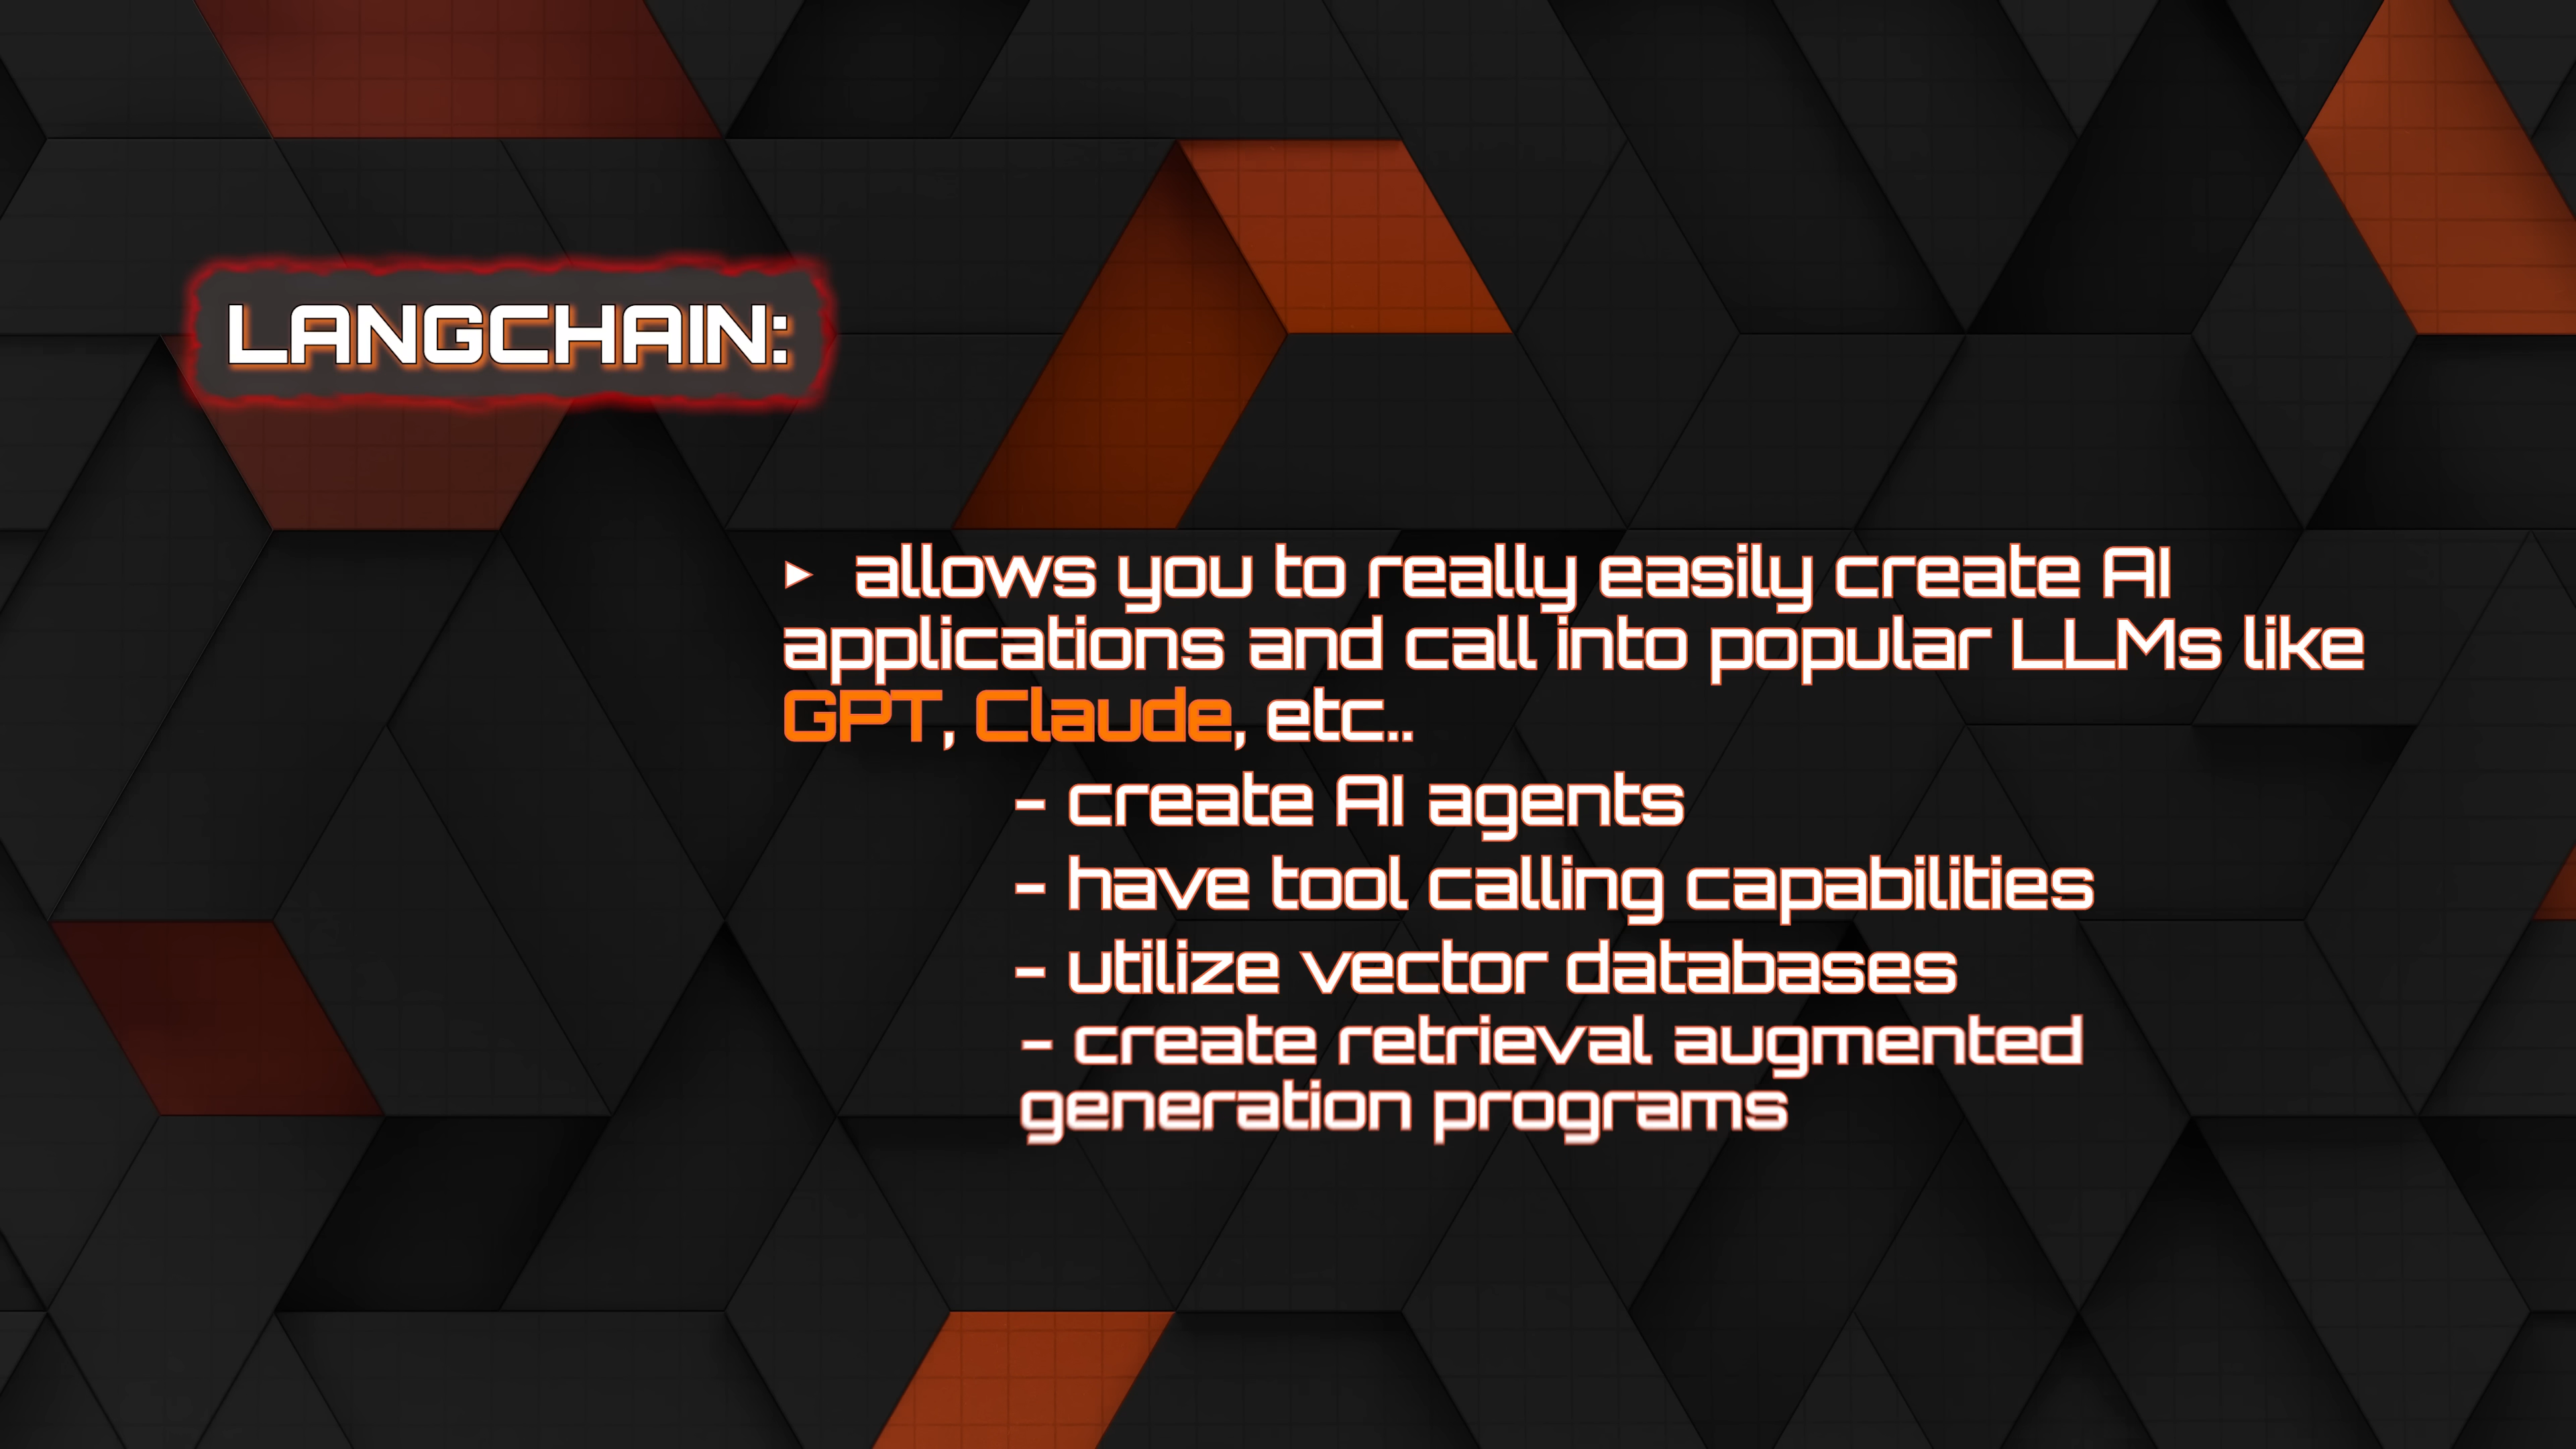 LANGCHAIN:
▸ allows you to really easily create AI
applications and call into popular LLMs like
GPT, Claude, etc..
- create AI agents
- have tool calling capabilities
- utilize vector databases
- create retrieval augmented
generation programs